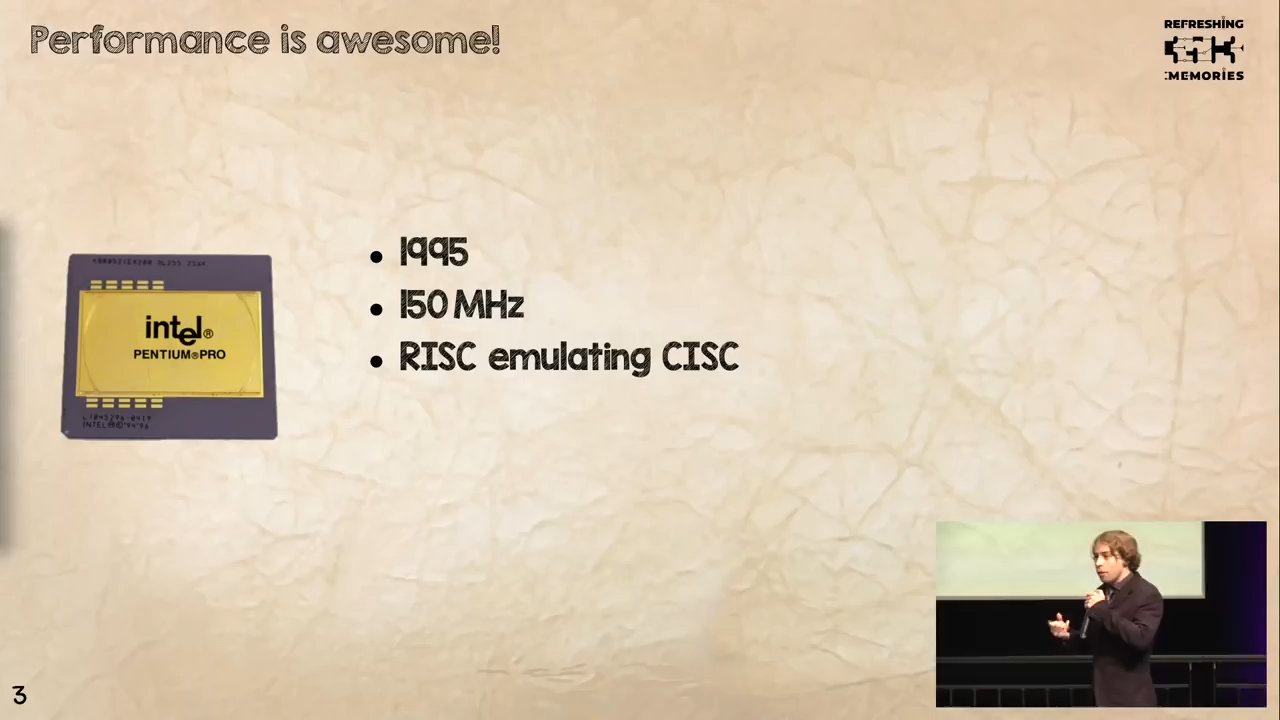 Performance is awesome!
REFRESHING
:MEMORIES
• 1995
• 150 MHz
• RISC emulating CISC
intel®
PENTIUM®PRO
3